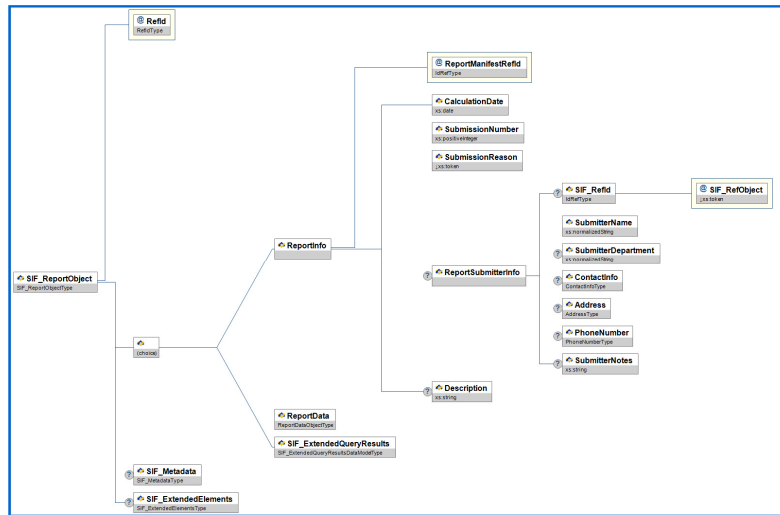 @ RefId
RefIdType
@ ReportManifestRefId
IdRefType
CalculationDate
xs:date
SubmissionNumber
xs:positiveInteger
SubmissionReason
xs:token
? SIF_RefId
IdRefType
@ SIF_RefObject
xs:token
SubmitterName
xs:normalizedString
ReportInfo
? SubmitterDepartment
xs:normalizedString
SIF_ReportObject
SIF_ReportObjectType
? ReportSubmitterInfo
? ContactInfo
ContactInfoType
? Address
AddressType
(choice)
? PhoneNumber
PhoneNumberType
? SubmitterNotes
xs:string
? Description
xs:string
ReportData
ReportDataObjectType
SIF_ExtendedQueryResults
SIF_ExtendedQueryResultsDataModelType
? SIF_Metadata
SIF_MetadataType
? SIF_ExtendedElements
SIF_ExtendedElementsType